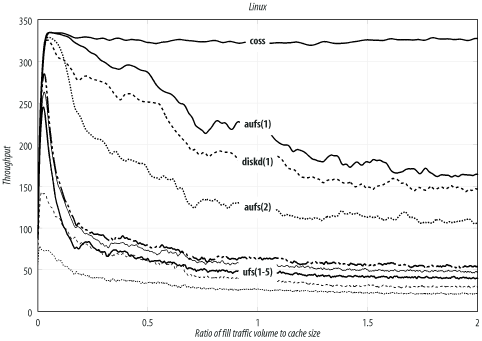 Linux
350
300
250
200
150
100
50
0
Throughput
coss
aufs(1)
diskd(1)
aufs(2)
ufs(1-5)
0
0.5
1
1.5
2
Ratio of fill traffic volume to cache size